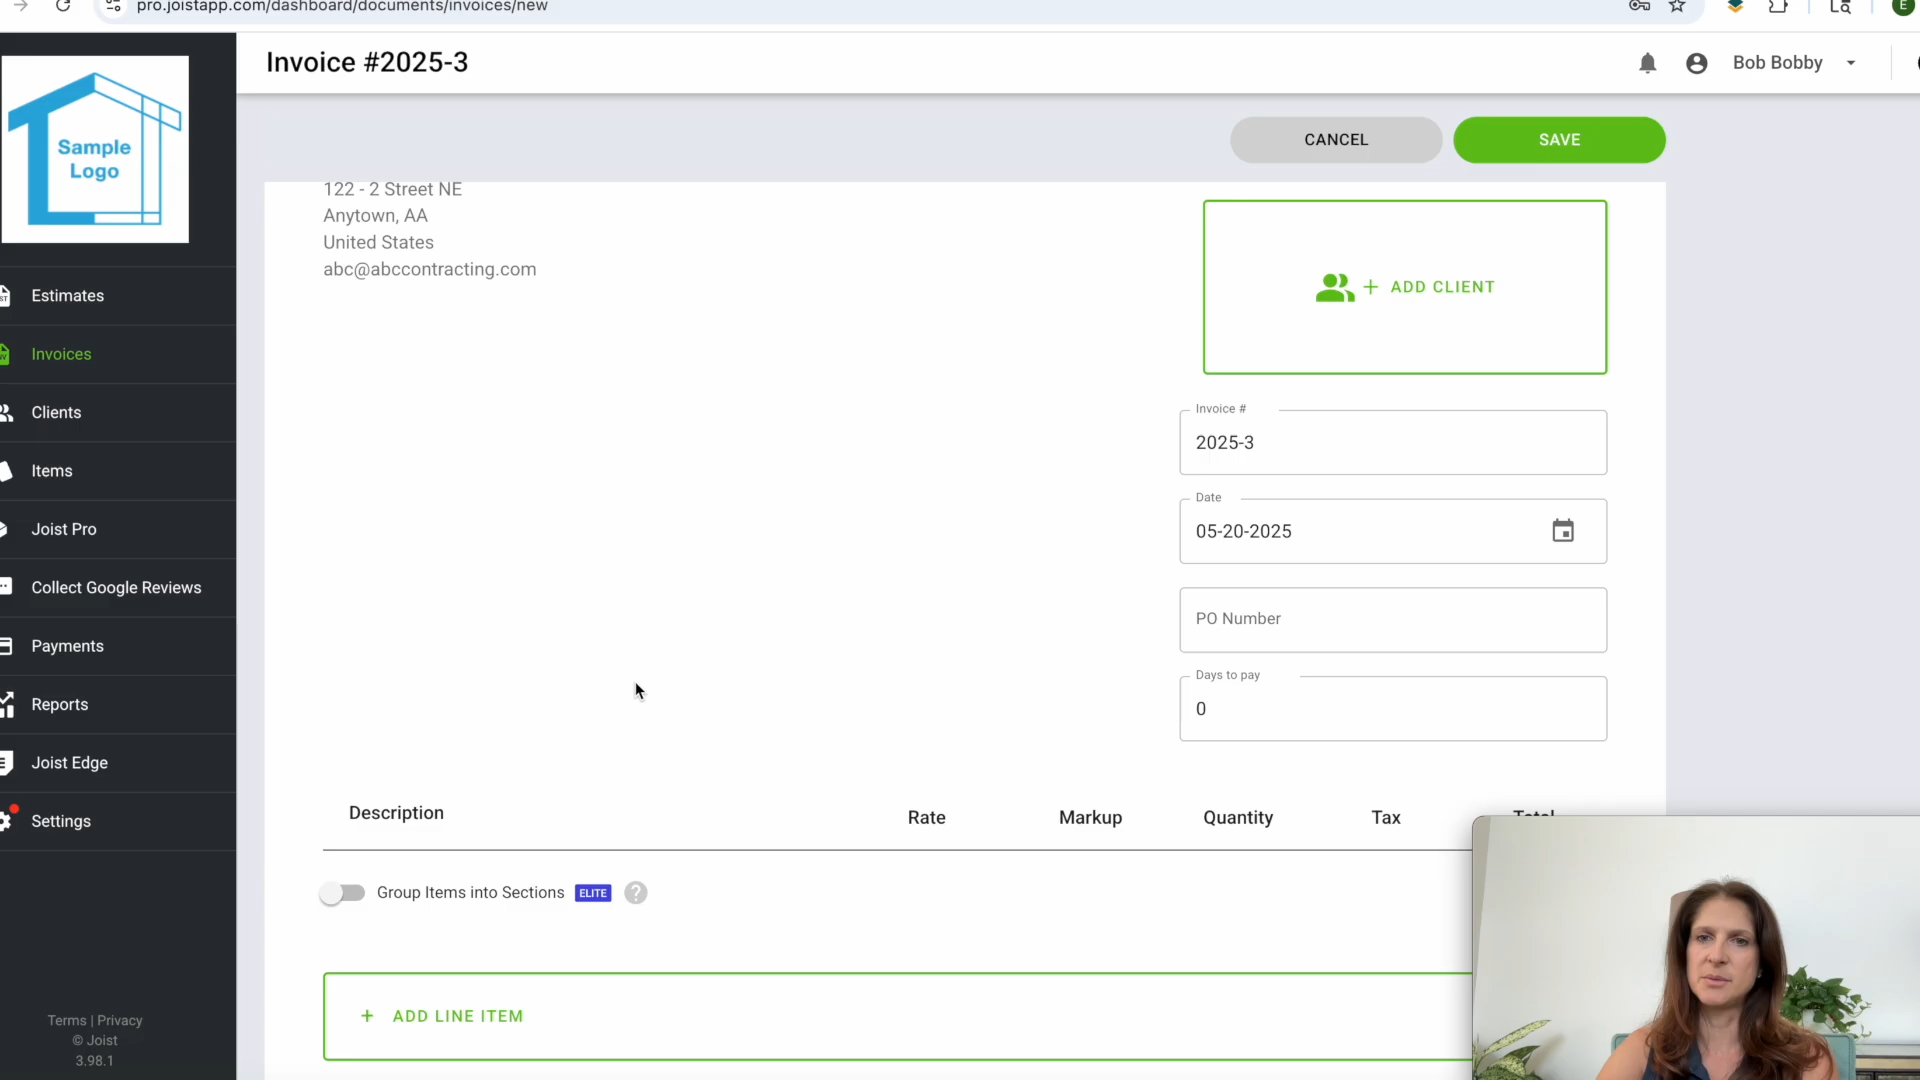 pro.joistapp.com/dashboard/documents/invoices/new
E
Invoice #2025-3
Bob Bobby
Sample
Logo
CANCEL
SAVE
122 - 2 Street NE
Anytown, AA
United States
abc@abccontracting.com
ADD CLIENT
Estimates
Invoices
Clients
Items
Joist Pro
Collect Google Reviews
Payments
Reports
Joist Edge
Settings
Invoice #
2025-3
Date
05-20-2025
PO Number
Days to pay
0
Description
Rate
Markup
Quantity
Tax
Total
Group Items into Sections ELITE ?
+ ADD LINE ITEM
Terms | Privacy
© Joist
3.98.1